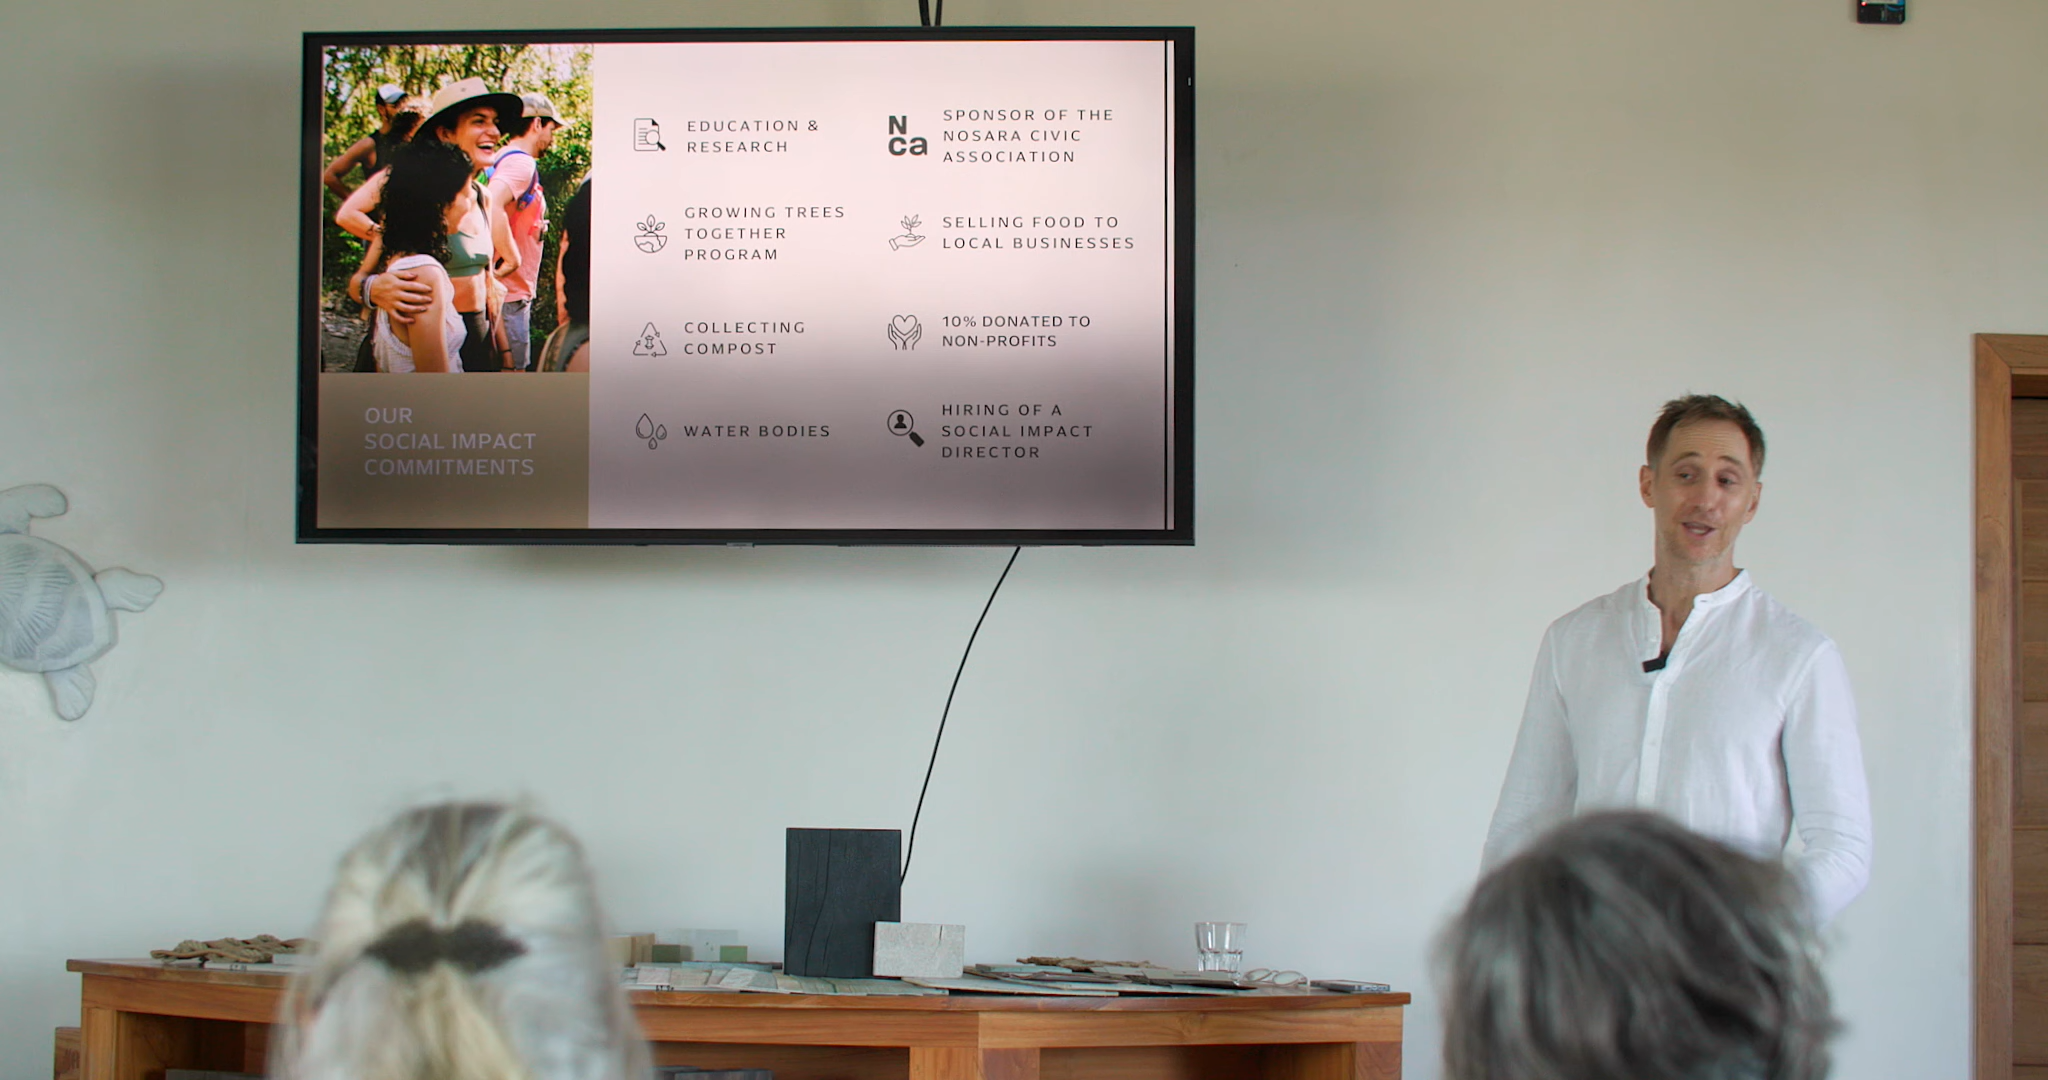 EDUCATION &
RESEARCH
GROWING TREES
TOGETHER
PROGRAM
COLLECTING
COMPOST
WATER BODIES
N
ca
SPONSOR OF THE
NOSARA CIVIC
ASSOCIATION
SELLING FOOD TO
LOCAL BUSINESSES
10% DONATED TO
NON-PROFITS
HIRING OF A
SOCIAL IMPACT
DIRECTOR
OUR
SOCIAL IMPACT
COMMITMENTS